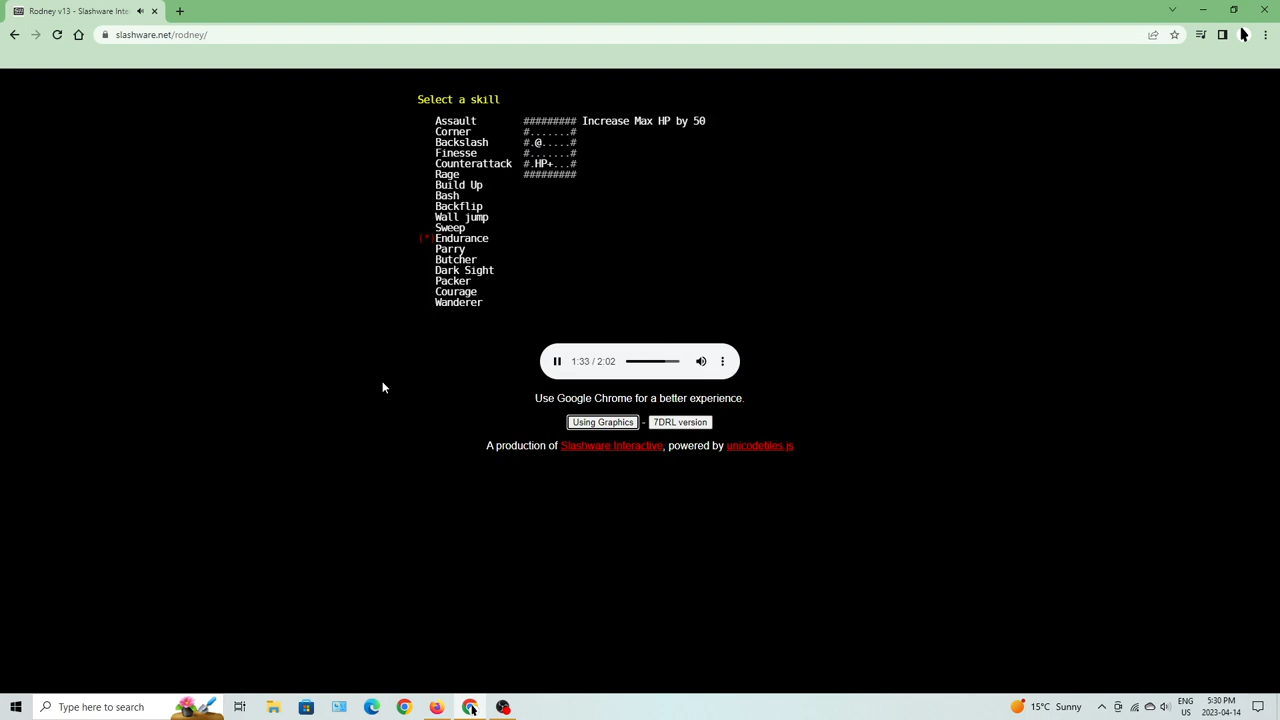 Rodney v13 - Slashware Inte
slashware.net/rodney/
Select a skill
Assault ######### Increase Max HP by 50
Corner #.......#
Backslash #.@.....#
Finesse #.......#
Counterattack #.HP+...#
Rage #########
Build Up
Bash
Backflip
Wall jump
Sweep
(*)Endurance
Parry
Butcher
Dark Sight
Packer
Courage
Wanderer
1:33 / 2:02
Use Google Chrome for a better experience.
Using Graphics - 7DRL version
A production of Slashware Interactive, powered by unicodetiles.js
Type here to search
15°C Sunny
ENG
US
5:30 PM
2023-04-14